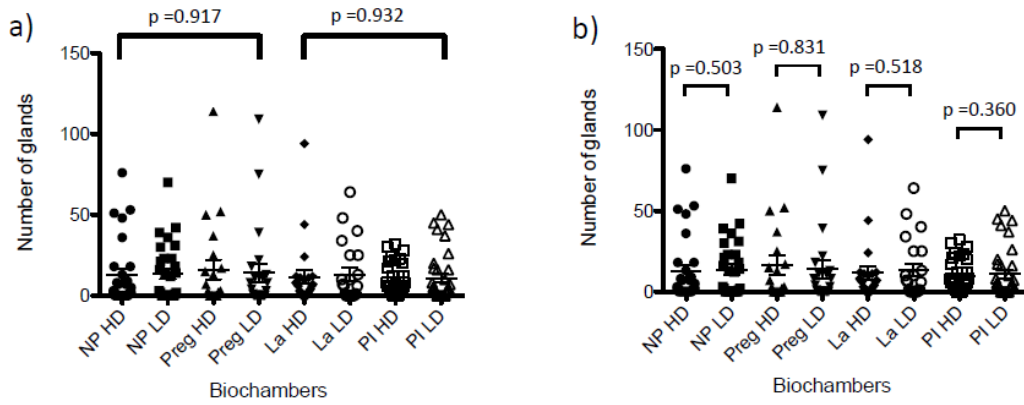 a)
p =0.917
p =0.932
Number of glands
150
100
50
0
NP HD
NP LD
Preg HD
Preg LD
La HD
La LD
PI HD
PI LD
Biochambers
b)
p =0.503
p =0.831
p =0.518
p =0.360
Number of glands
150
100
50
0
NP HD
NP LD
Preg HD
Preg LD
La HD
La LD
PI HD
PI LD
Biochambers